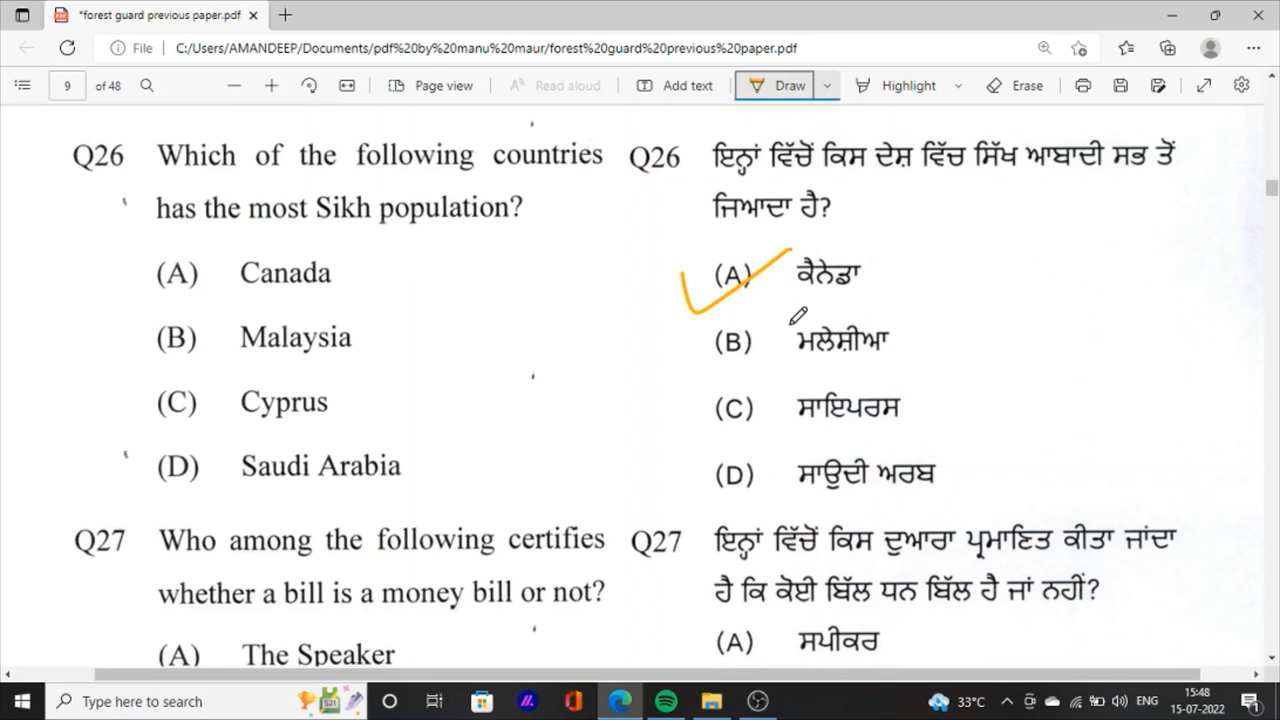 *forest guard previous paper.pdf
File C:/Users/AMANDEEP/Documents/pdf%20by%20manu%20maur/forest%20guard%20previous%20paper.pdf
9 of 48 Page view Read aloud Add text Draw Highlight Erase
Q26 Which of the following countries
has the most Sikh population?
(A) Canada
(B) Malaysia
(C) Cyprus
(D) Saudi Arabia
Q27 Who among the following certifies
whether a bill is a money bill or not?
(A) The Speaker
Q26 ਇਨ੍ਹਾਂ ਵਿੱਚੋਂ ਕਿਸ ਦੇਸ਼ ਵਿੱਚ ਸਿੱਖ ਆਬਾਦੀ ਸਭ ਤੋਂ
ਜਿਆਦਾ ਹੈ?
(A) ਕੈਨੇਡਾ
(B) ਮਲੇਸ਼ੀਆ
(C) ਸਾਇਪਰਸ
(D) ਸਾਉਦੀ ਅਰਬ
Q27 ਇਨ੍ਹਾਂ ਵਿੱਚੋਂ ਕਿਸ ਦੁਆਰਾ ਪ੍ਰਮਾਣਿਤ ਕੀਤਾ ਜਾਂਦਾ
ਹੈ ਕਿ ਕੋਈ ਬਿੱਲ ਧਨ ਬਿੱਲ ਹੈ ਜਾਂ ਨਹੀਂ?
(A) ਸਪੀਕਰ
Type here to search
33°C ENG 15:48
15-07-2022